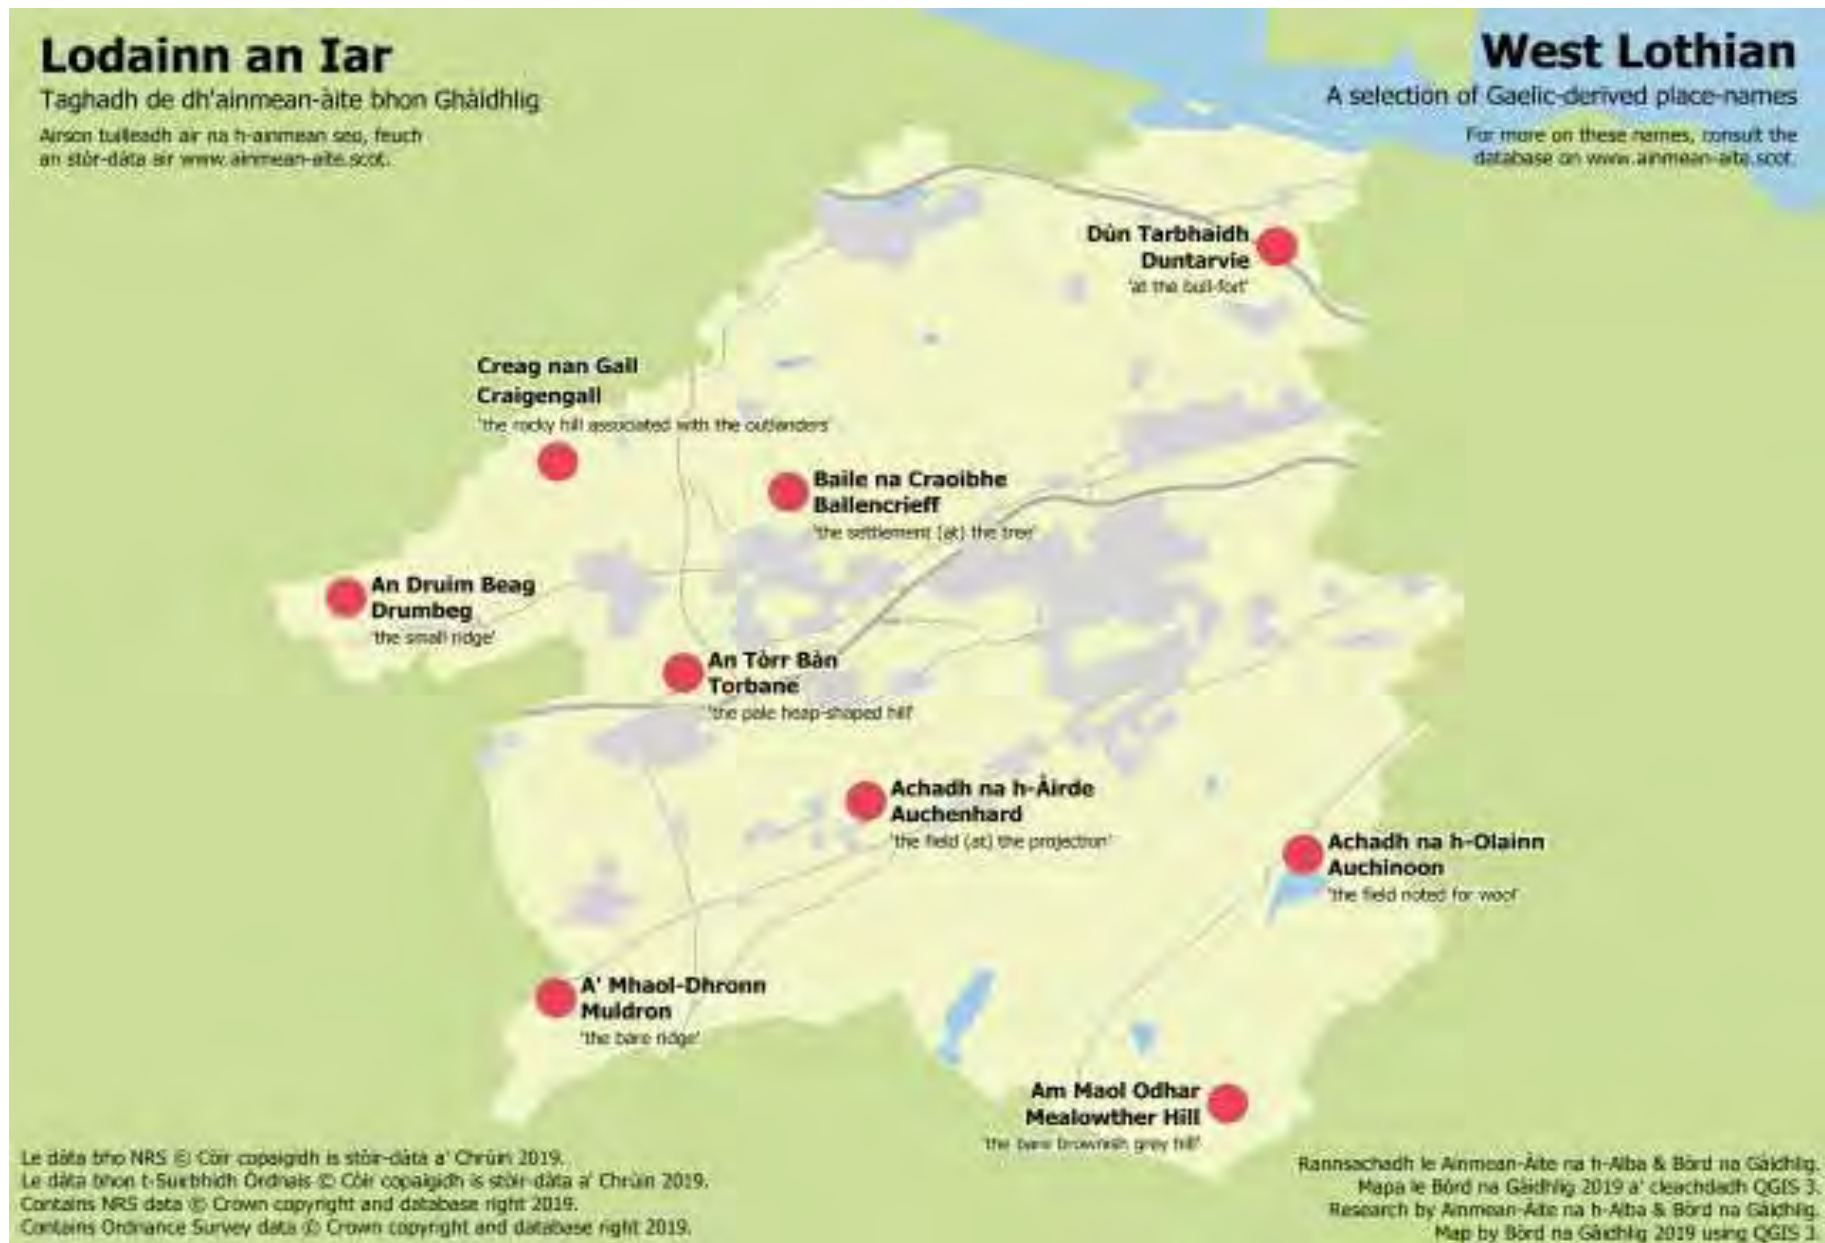 Lodainn an Iar
Taghadh de dh'ainmean-àite bhon Ghàidhlig
Airson tuilleadh air na h-ainmean seo, feuch
an stòr-dàta air www.ainmean-aite.scot.
West Lothian
A selection of Gaelic-derived place-names
For more on these names, consult the
database on www.ainmean-aite.scot.
Dùn Tarbhaidh
Duntarvie
'at the bull-fort'
Creag nan Gall
Craigengall
'the rocky hill associated with the outlanders'
Baile na Craoibhe
Ballencrieff
'the settlement (at) the tree'
An Druim Beag
Drumbeg
'the small ridge'
An Tòrr Bàn
Torbane
'the pale heap-shaped hill'
Achadh na h-Àirde
Auchenhard
'the field (at) the projection'
Achadh na h-Olainn
Auchinoon
'the field noted for wool'
A' Mhaol-Dhronn
Muldron
'the bare ridge'
Am Maol Odhar
Mealowther Hill
'the bare brownish grey hill'
Le dàta bho NRS © Còir copaigidh is stòir-dàta a' Chrùin 2019.
Le dàta bhon t-Suirbhidh Òrdnais © Còir copaigidh is stòir-dàta a' Chrùin 2019.
Contains NRS data © Crown copyright and database right 2019.
Contains Ordnance Survey data © Crown copyright and database right 2019.
Rannsachadh le Ainmean-Àite na h-Alba & Bòrd na Gàidhlig.
Mapa le Bòrd na Gàidhlig 2019 a' cleachdadh QGIS 3.
Research by Ainmean-Àite na h-Alba & Bòrd na Gàidhlig.
Map by Bòrd na Gàidhlig 2019 using QGIS 3.